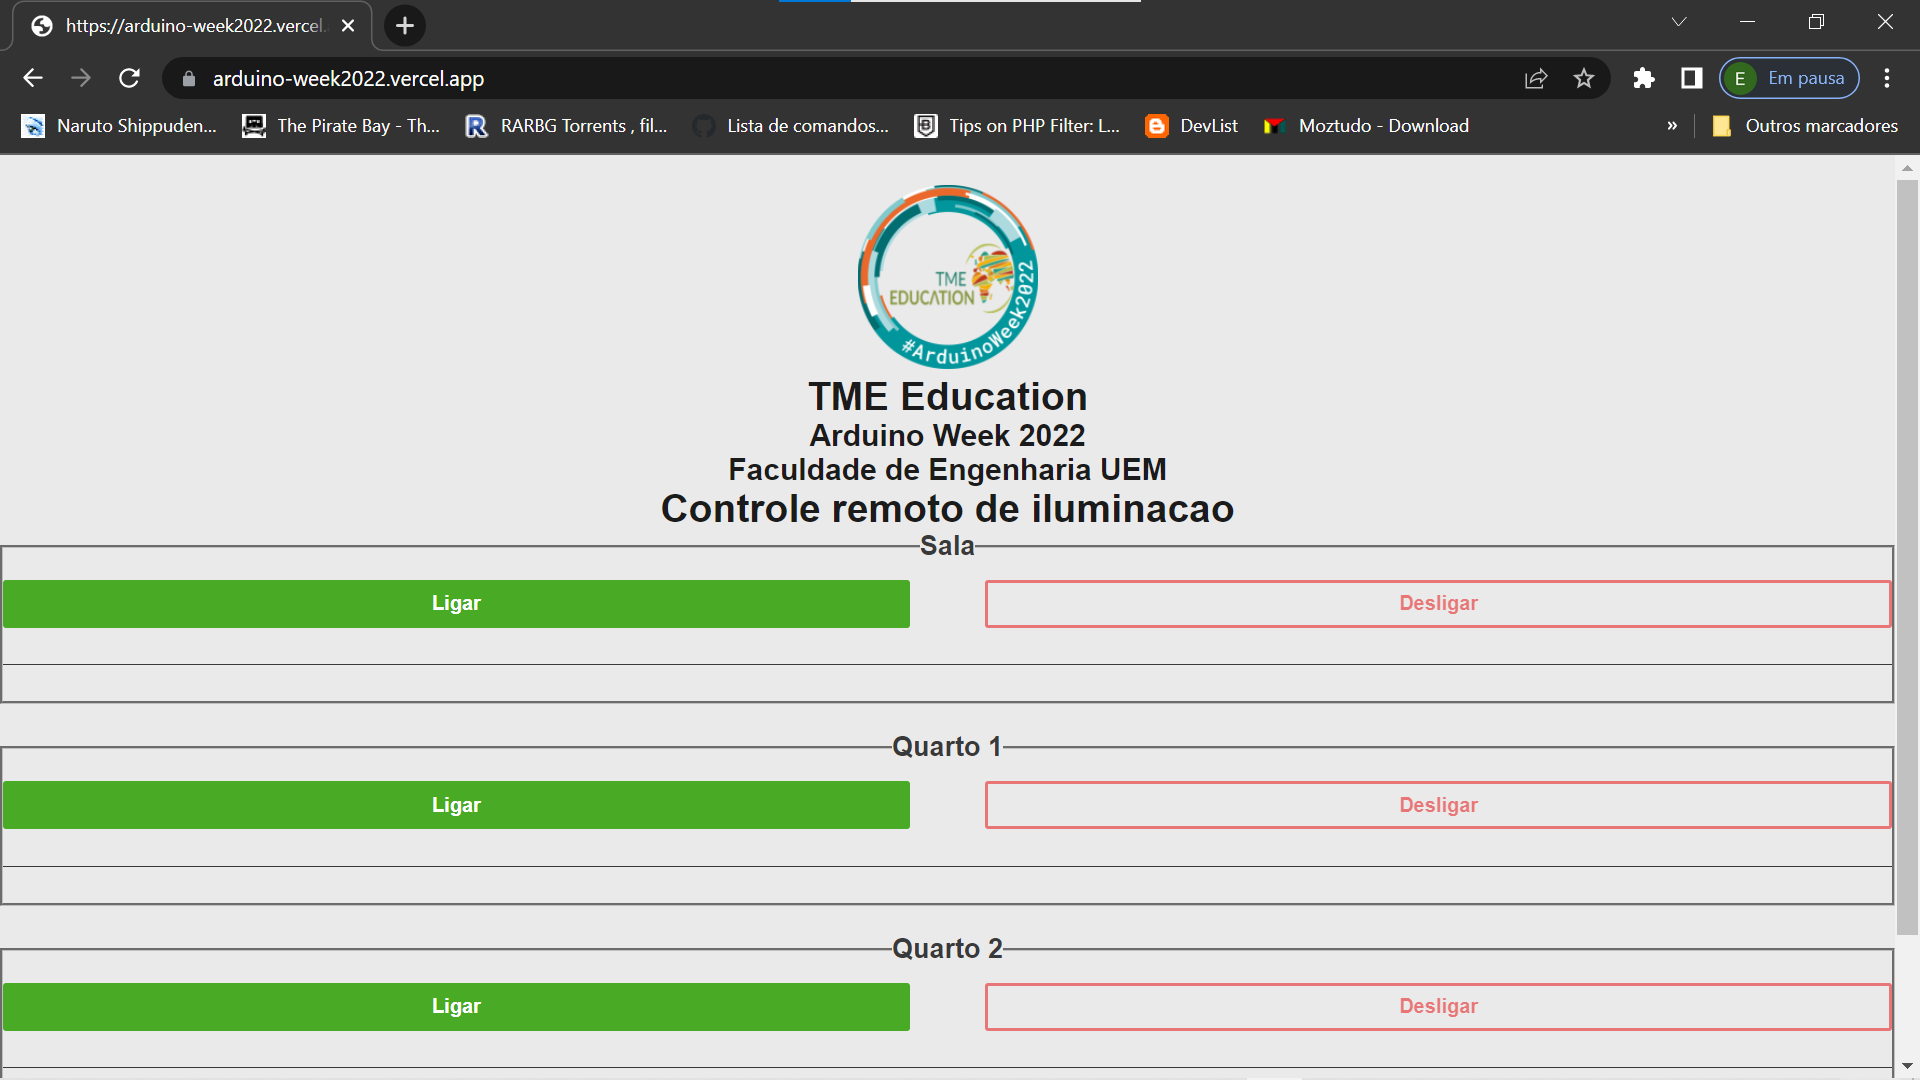 https://arduino-week2022.vercel.
arduino-week2022.vercel.app
E Em pausa
Naruto Shippuden... The Pirate Bay - Th... RARBG Torrents , fil... Lista de comandos... Tips on PHP Filter: L... DevList Moztudo - Download » Outros marcadores
TME
EDUCATION
#ArduinoWeek2022
TME Education
Arduino Week 2022
Faculdade de Engenharia UEM
Controle remoto de iluminacao
Sala
Ligar Desligar
Quarto 1
Ligar Desligar
Quarto 2
Ligar Desligar